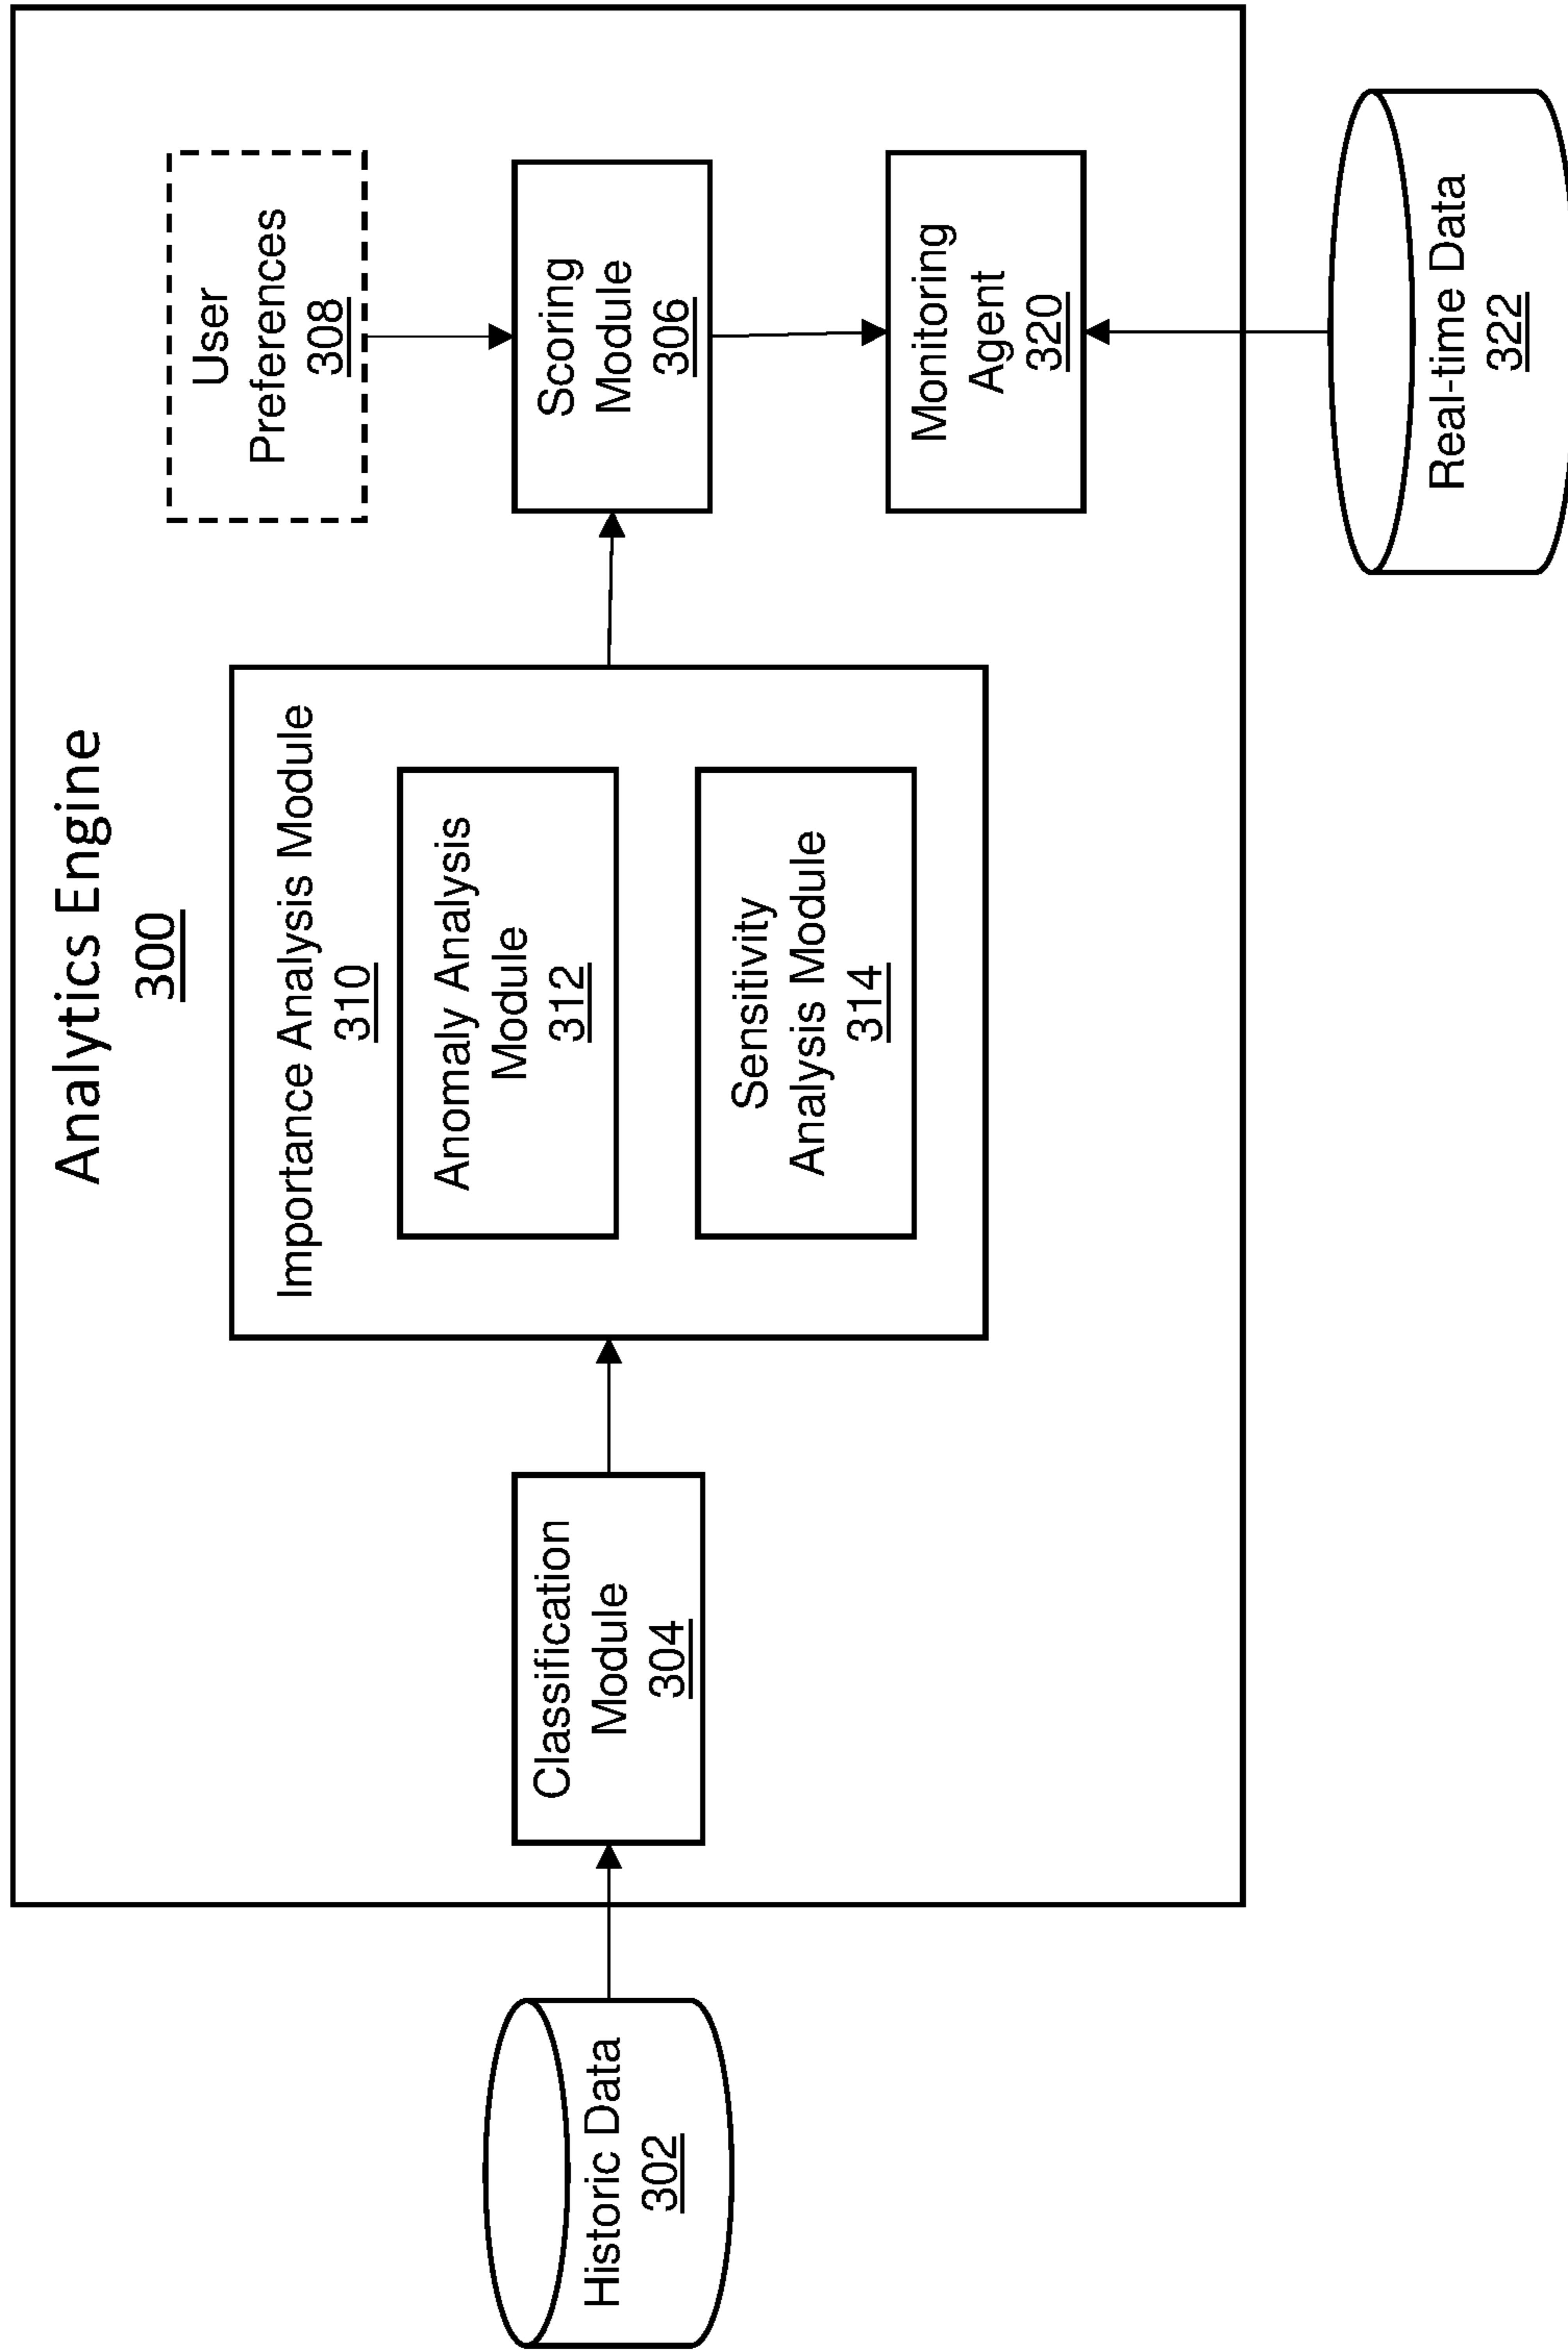 Analytics Engine
300
Historic Data
302
Classification
Module
304
Importance Analysis Module
310
Anomaly Analysis
Module
312
Sensitivity
Analysis Module
314
User
Preferences
308
Scoring
Module
306
Monitoring
Agent
320
Real-time Data
322